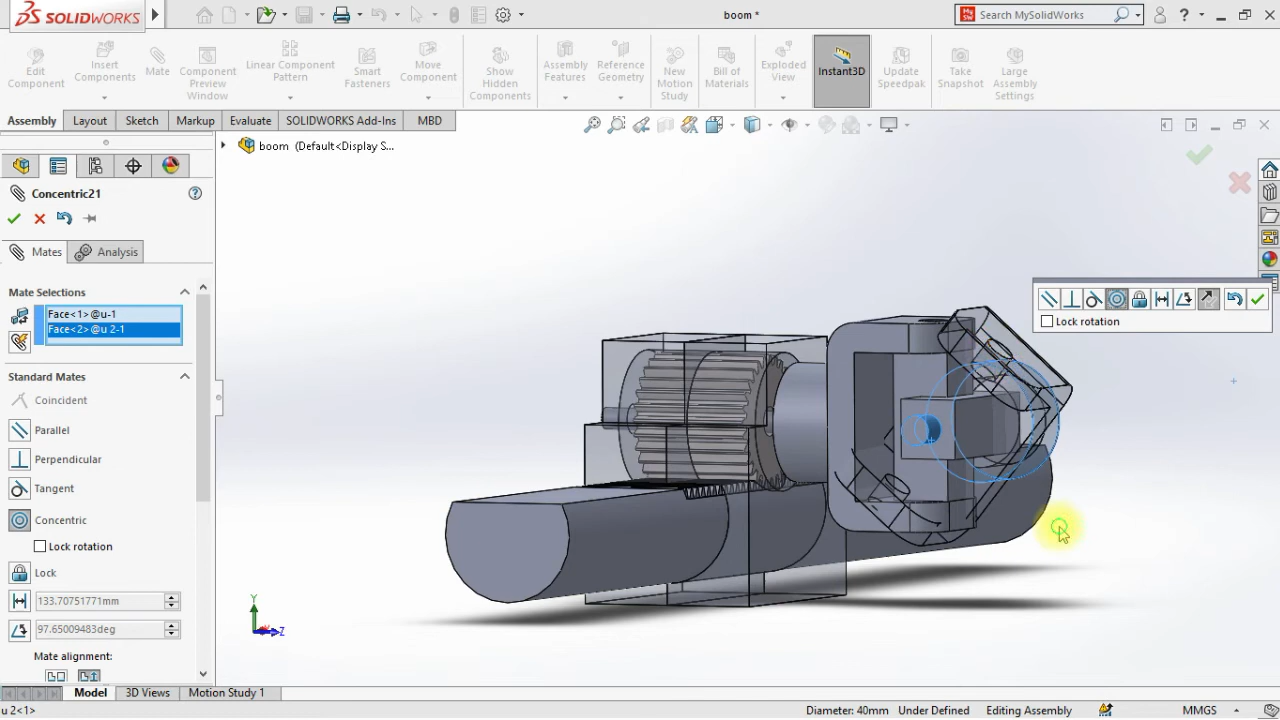 SOLIDWORKS
boom *
Search MySolidWorks
?
Edit Component
Insert Components
Mate
Component Preview Window
Linear Component Pattern
Smart Fasteners
Move Component
Show Hidden Components
Assembly Features
Reference Geometry
New Motion Study
Bill of Materials
Exploded View
Instant3D
Update Speedpak
Take Snapshot
Large Assembly Settings
Assembly
Layout
Sketch
Markup
Evaluate
SOLIDWORKS Add-Ins
MBD
boom (Default<Display S...
Concentric21
Mates
Analysis
Mate Selections
Face<1>@u-1
Face<2>@u 2-1
Lock rotation
Standard Mates
Coincident
Parallel
Perpendicular
Tangent
Concentric
Lock rotation
Lock
133.70751771mm
97.65009483deg
Mate alignment:
Y
Z
Model
3D Views
Motion Study 1
u 2<1>
Diameter: 40mm
Under Defined
Editing Assembly
MMGS